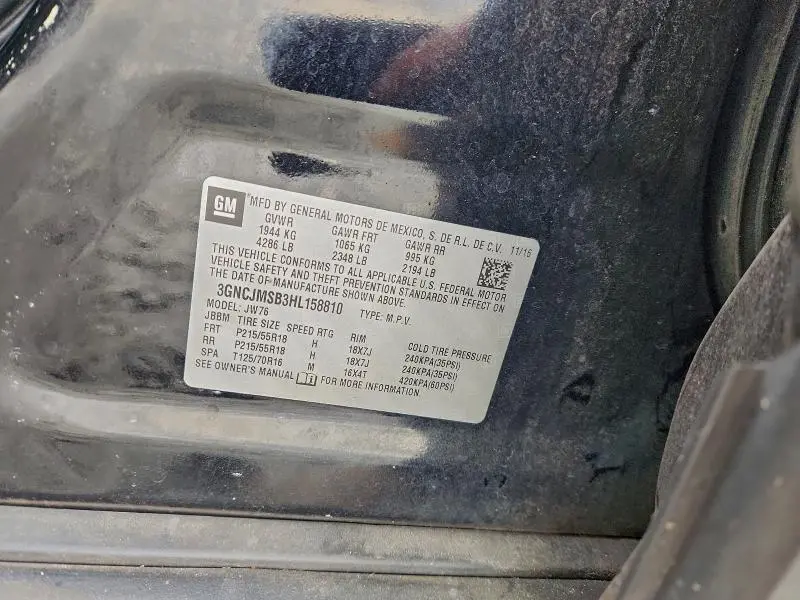 GM
MFD BY GENERAL MOTORS DE MEXICO, S. DE R.L. DE C.V. 11/16
GVWR GAWR FRT GAWR RR
1944 KG 1065 KG 995 KG
4286 LB 2348 LB 2194 LB
THIS VEHICLE CONFORMS TO ALL APPLICABLE U.S. FEDERAL MOTOR
VEHICLE SAFETY AND THEFT PREVENTION STANDARDS IN EFFECT ON
THE DATE OF MANUFACTURE SHOWN ABOVE.
3GNCJMSB3HL158810 TYPE: M.P.V.
MODEL: JW76
JBBM TIRE SIZE SPEED RTG RIM COLD TIRE PRESSURE
FRT P215/55R18 H 18X7J 240KPA(35PSI)
RR P215/55R18 H 18X7J 240KPA(35PSI)
SPA T125/70R16 M 16X4T 420KPA(60PSI)
SEE OWNER'S MANUAL FOR MORE INFORMATION.